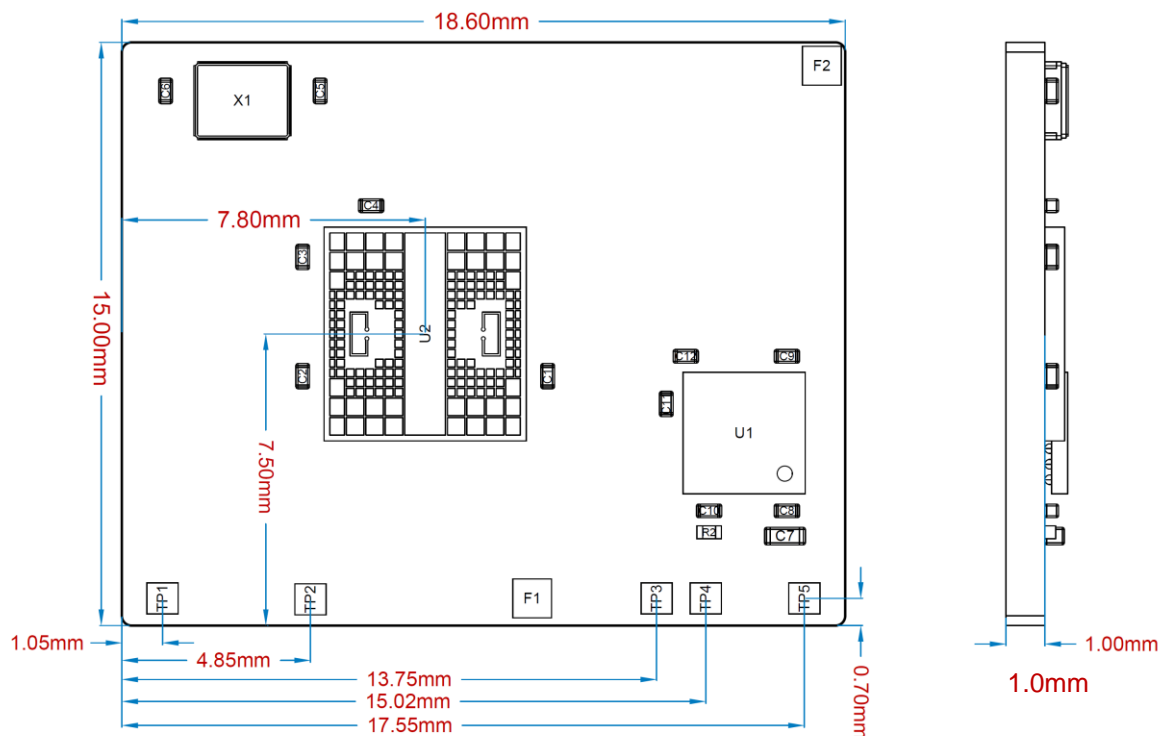 18.60mm
F2
C6
X1
C5
C4
7.80mm
C3
15.00mm
U2
C12
C9
C2
C1
C11
U1
7.50mm
C10
C8
R2
C7
TP1
TP2
F1
TP3
TP4
TP5
1.05mm
4.85mm
13.75mm
15.02mm
17.55mm
0.70mm
1.00mm
1.0mm